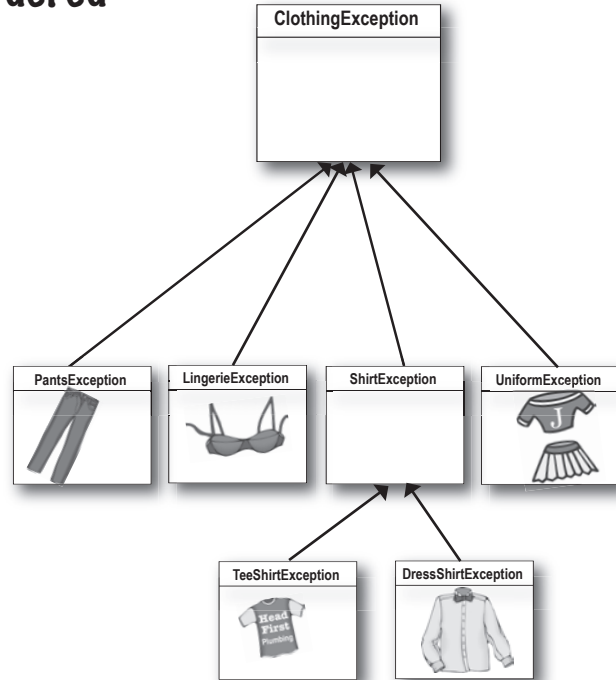 ClothingException
PantsException
LingerieException
ShirtException
UniformException
J
TeeShirtException
DressShirtException
Head
First
Plumbing